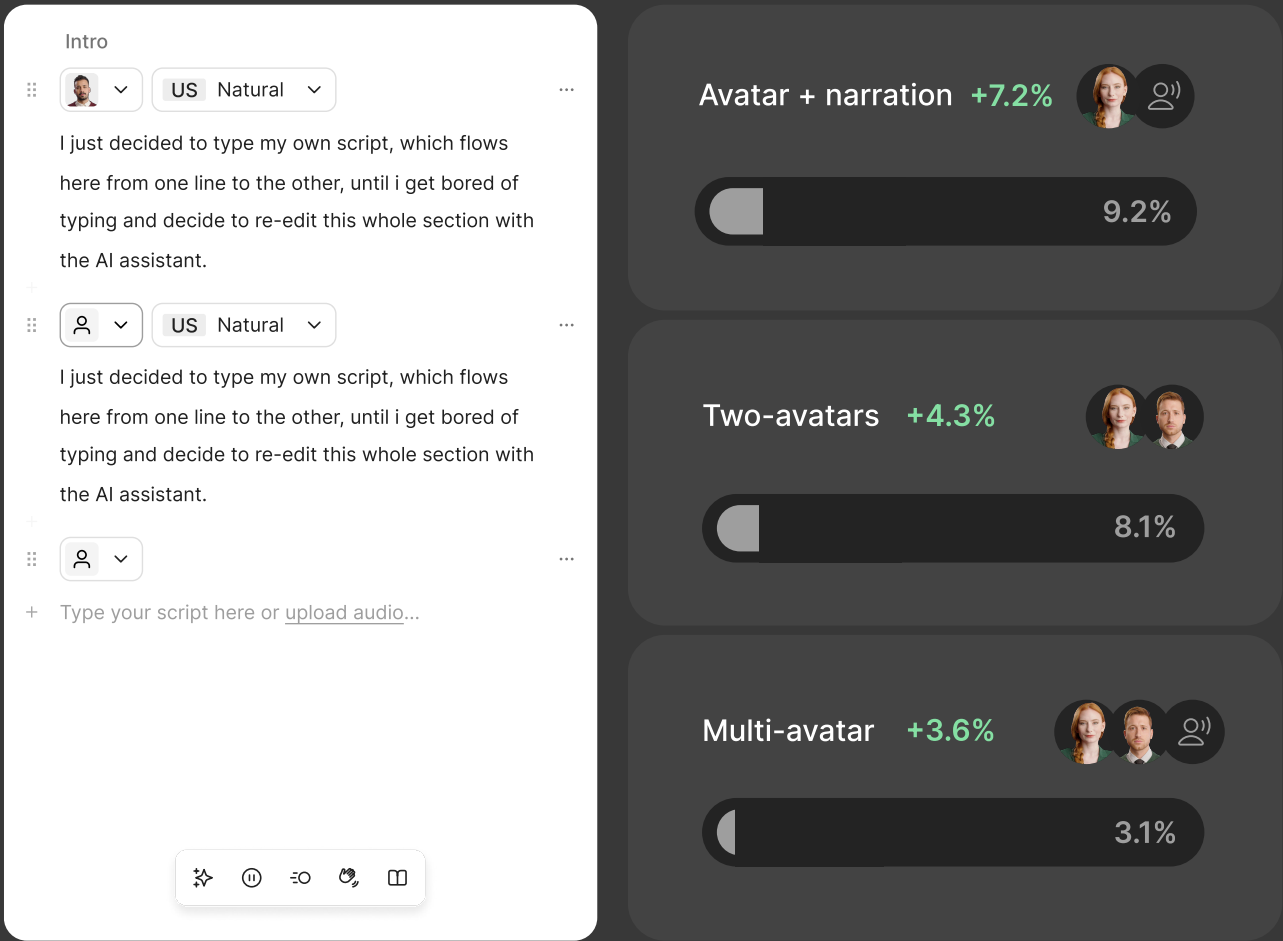 Intro
US Natural
I just decided to type my own script, which flows
here from one line to the other, until i get bored of
typing and decide to re-edit this whole section with
the AI assistant.
US Natural
I just decided to type my own script, which flows
here from one line to the other, until i get bored of
typing and decide to re-edit this whole section with
the AI assistant.
Type your script here or upload audio...
Avatar + narration +7.2%
9.2%
Two-avatars +4.3%
8.1%
Multi-avatar +3.6%
3.1%